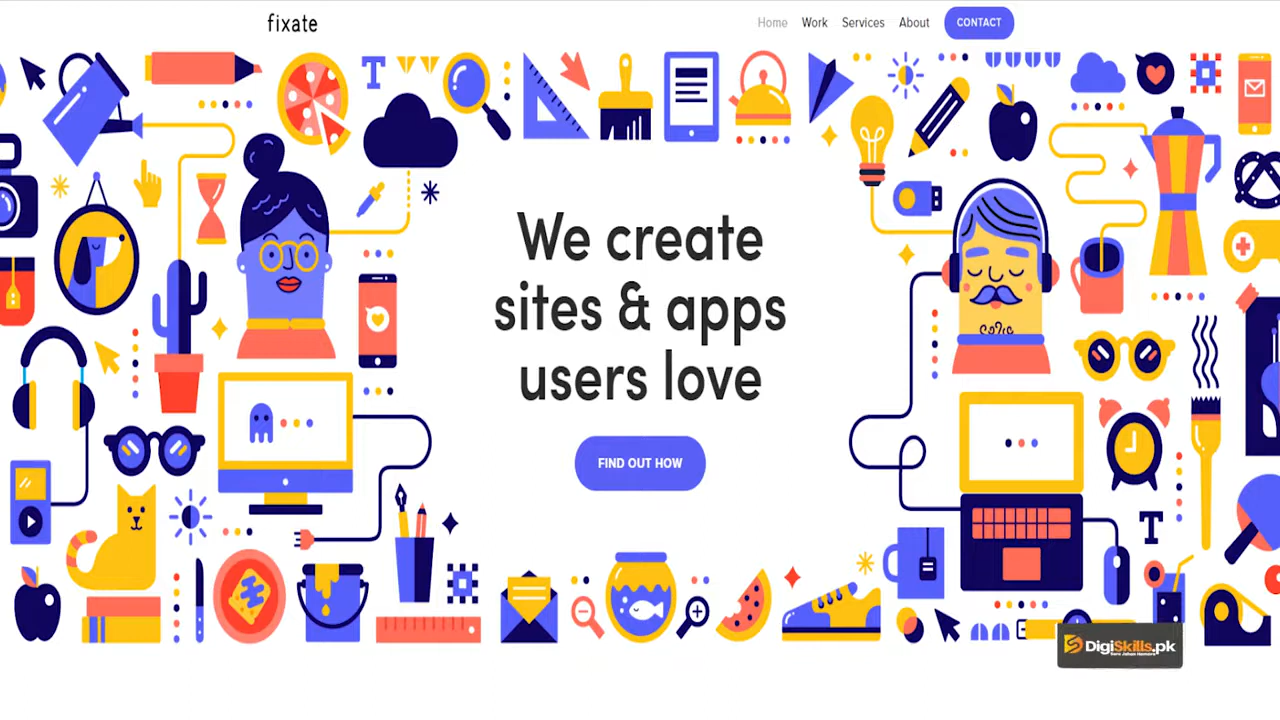 fixate
Home Work Services About CONTACT
T
We create
sites & apps
users love
FIND OUT HOW
T
DigiSkills.pk